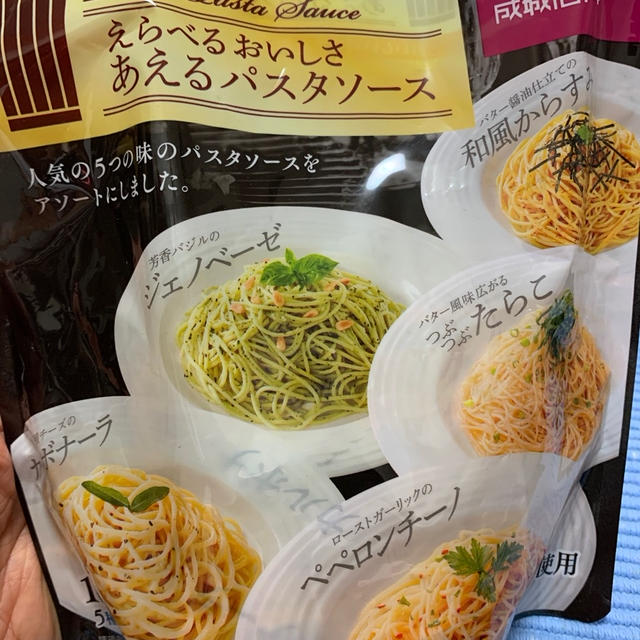 Pasta Sauce
えらべるおいしさ
あえるパスタソース
人気の5つの味のパスタソースを
アソートにしました。
バター醤油仕立ての
和風からすみ
芳香バジルの
ジェノベーゼ
バター風味広がる
つぶつぶたらこ
チーズの
ボナーラ
ローストガーリックの
ペペロンチーノ
使用